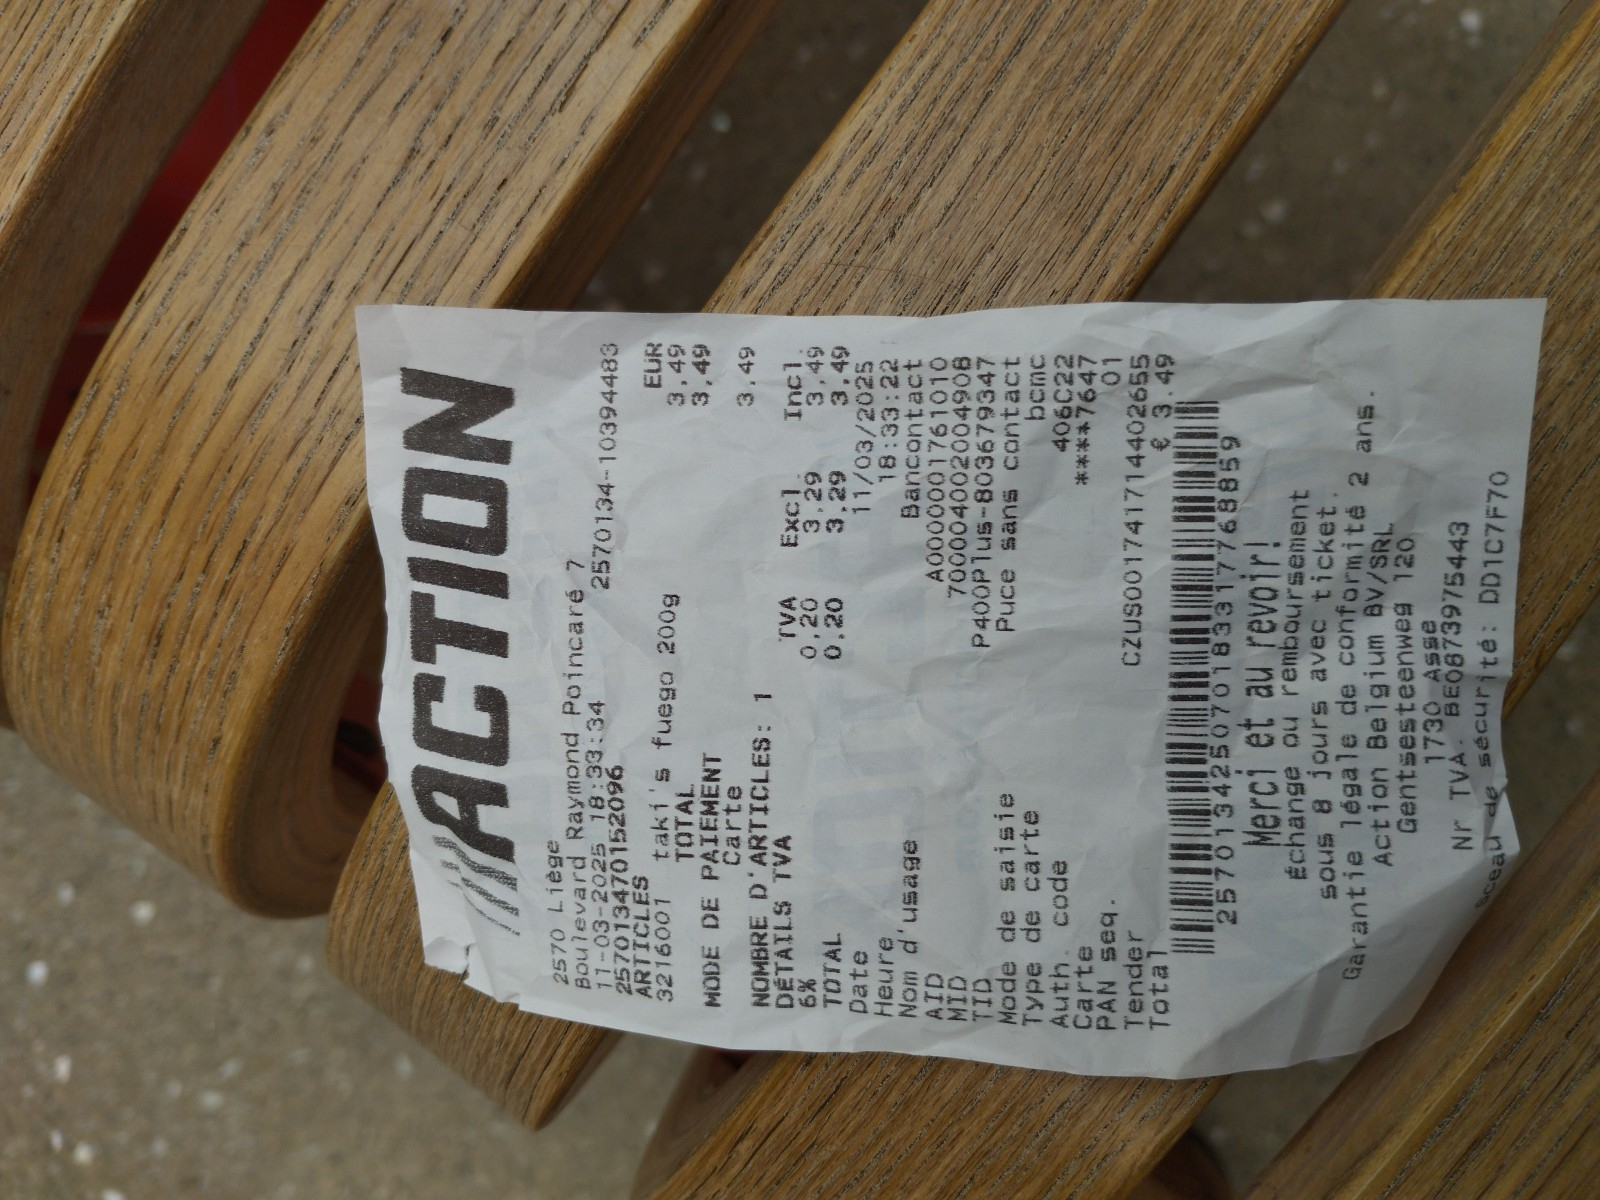 ACTION
2570 Liège
Boulevard Raymond Poincaré 7
11-03-2025 18:33:34 2570134-10394483
257013470152096
ARTICLES EUR
3216001 taki's fuego 200g 3.49
TOTAL 3.49
MODE DE PAIEMENT
Carte 3.49
NOMBRE D'ARTICLES: 1
DÉTAILS TVA TVA Excl. Incl.
6% 0,20 3,29 3,49
TOTAL 0,20 3,29 3,49
Date 11/03/2025
Heure 18:33:22
Nom d'usage Bancontact
AID A0000001761010
MID 70000400200490B
TID P400Plus-80367934​7
Mode de saisie Puce sans contact
Type de carte bcmc
Auth. code 406C22
Carte ****7647
PAN seq. 01
Tender CZUS001741714402655
Total € 3.49
257013425070183317768859
Merci et au revoir!
Échange ou remboursement
sous 8 jours avec ticket.
Garantie légale de conformité 2 ans.
Action Belgium BV/SRL
Gentsesteenweg 120
1730 Asse
Nr TVA. BE0873975443
Sceau de sécurité: DD1C7F70